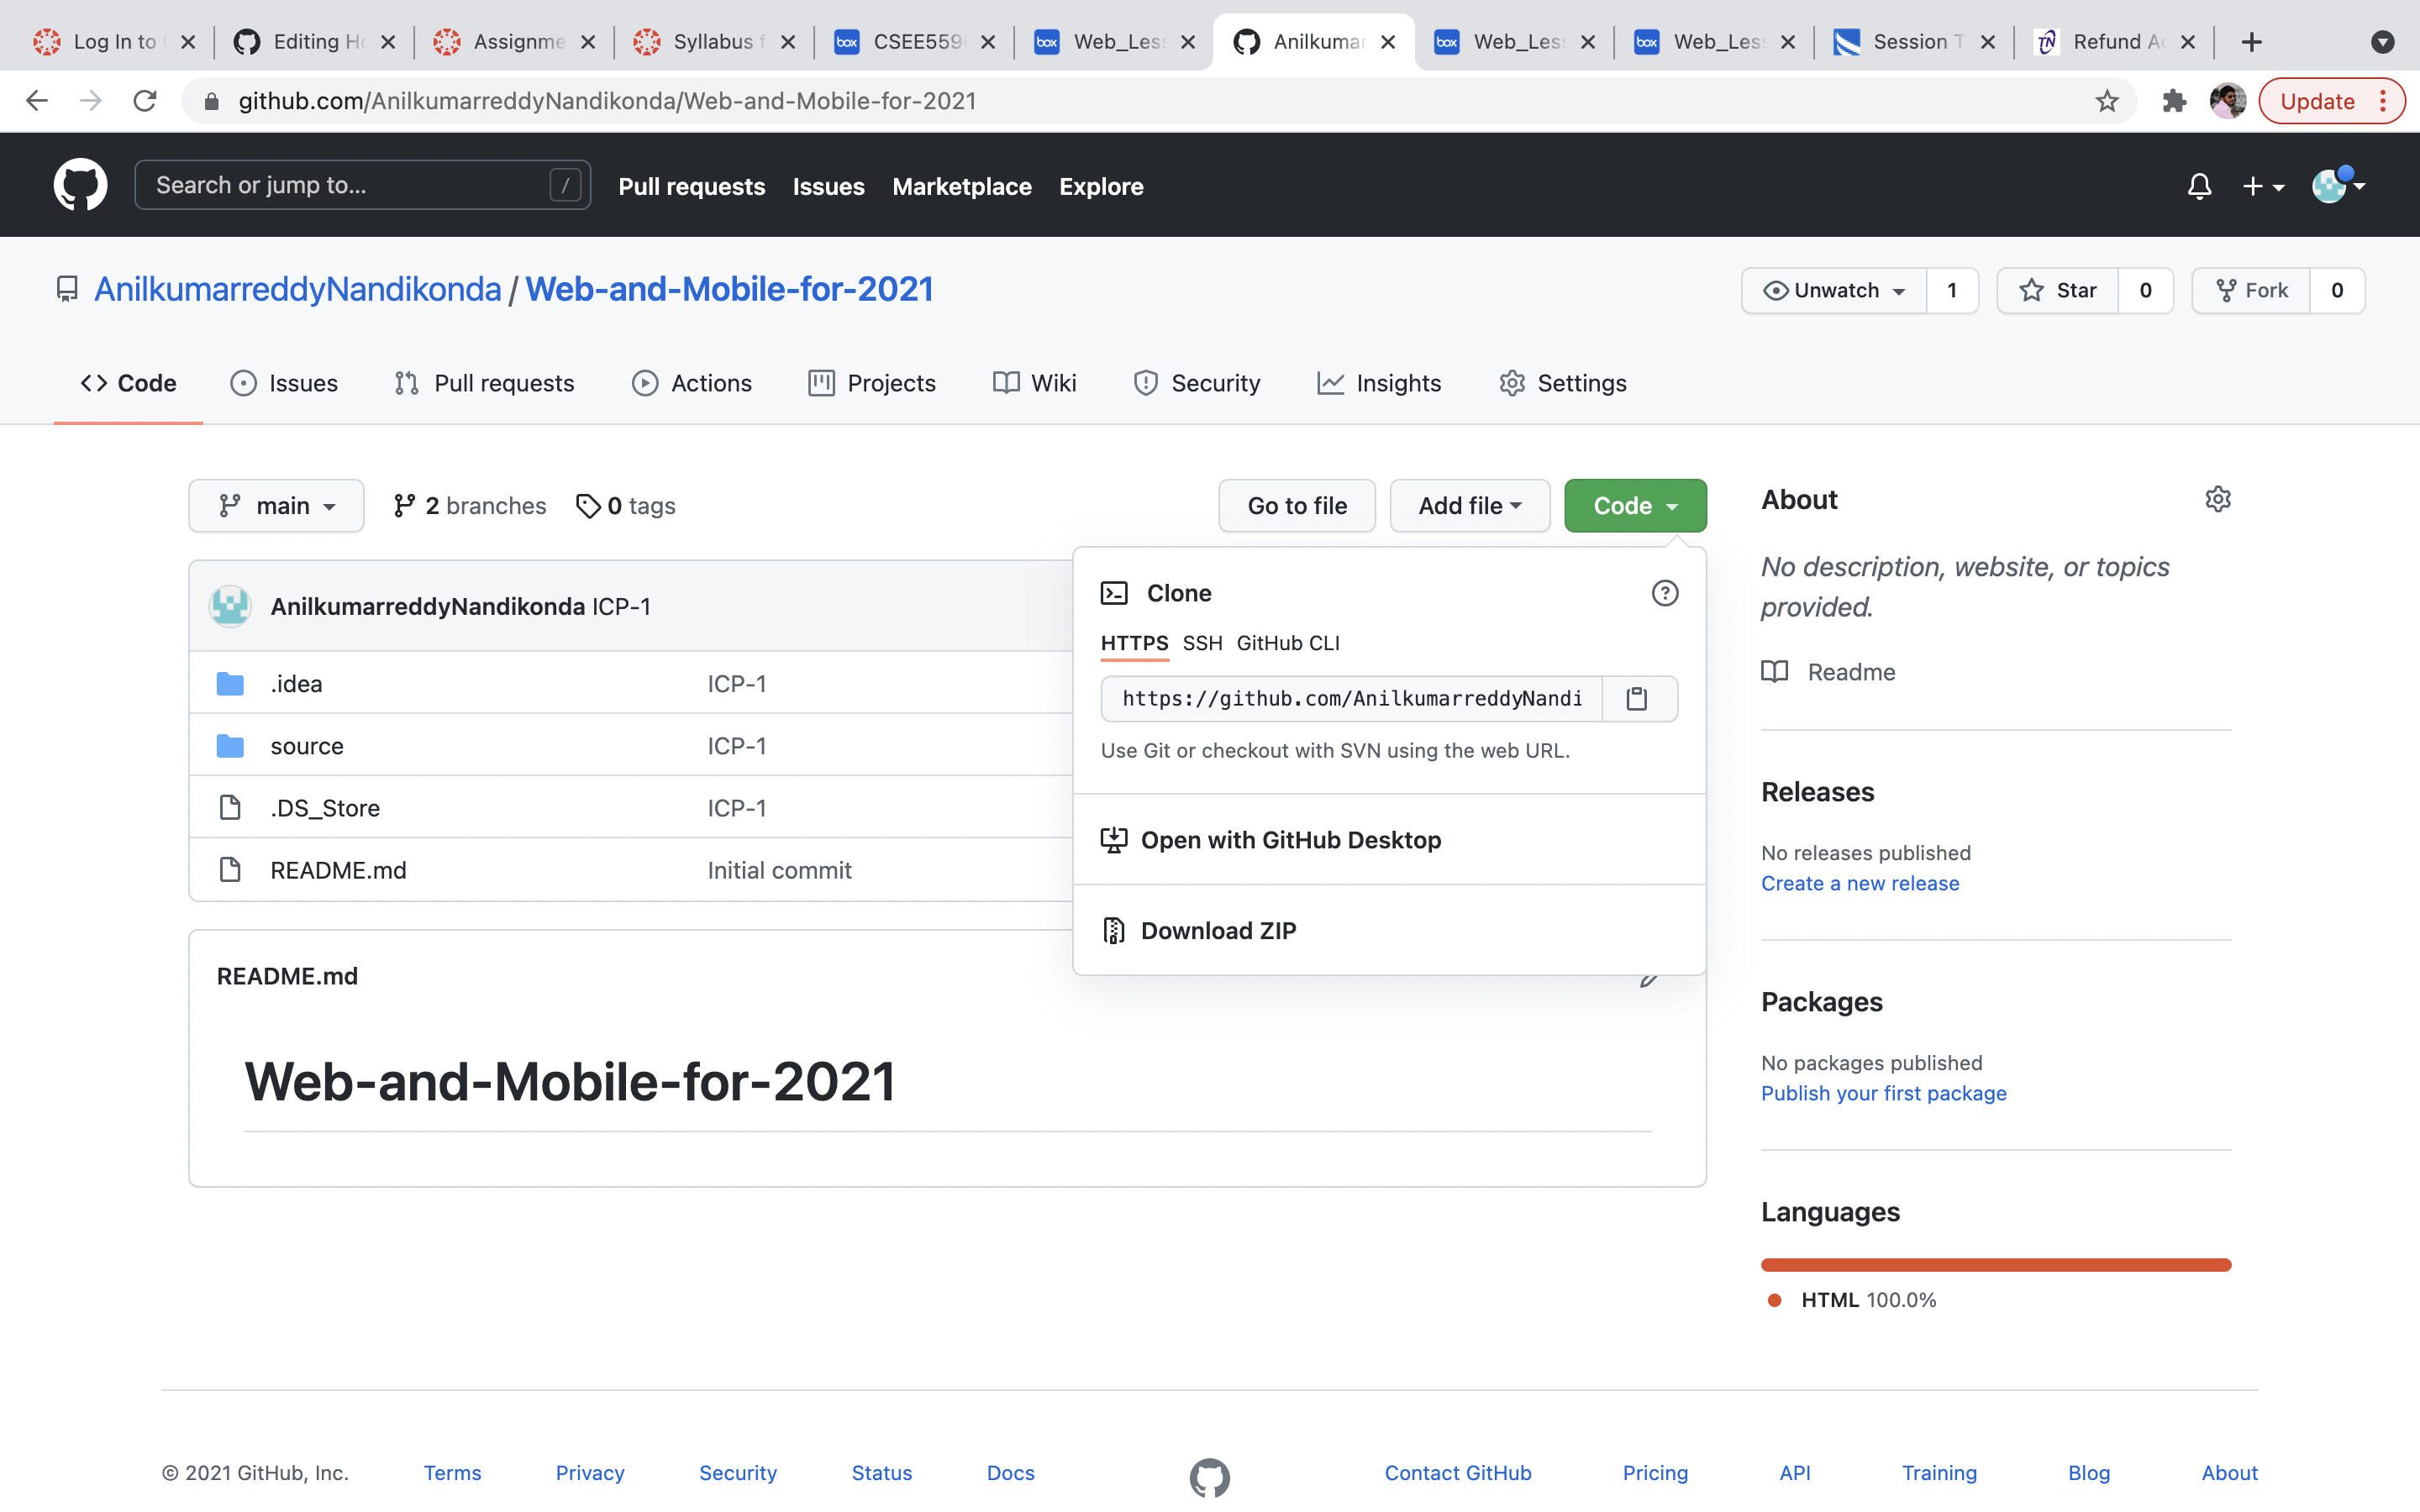 Log In to
Editing Ho
Assignme
Syllabus f
box CSEE559
box Web_Les
Anilkumar
box Web_Les
box Web_Les
Session T
TN Refund A
github.com/AnilkumarreddyNandikonda/Web-and-Mobile-for-2021
Update
Search or jump to... /
Pull requests Issues Marketplace Explore
AnilkumarreddyNandikonda / Web-and-Mobile-for-2021
Unwatch 1
Star 0
Fork 0
Code Issues Pull requests Actions Projects Wiki Security Insights Settings
main 2 branches 0 tags
Go to file Add file Code
AnilkumarreddyNandikonda ICP-1
.idea ICP-1
source ICP-1
.DS_Store ICP-1
README.md Initial commit
Clone
HTTPS SSH GitHub CLI
https://github.com/AnilkumarreddyNandi
Use Git or checkout with SVN using the web URL.
Open with GitHub Desktop
Download ZIP
README.md
Web-and-Mobile-for-2021
About
No description, website, or topics
provided.
Readme
Releases
No releases published
Create a new release
Packages
No packages published
Publish your first package
Languages
HTML 100.0%
© 2021 GitHub, Inc. Terms Privacy Security Status Docs Contact GitHub Pricing API Training Blog About